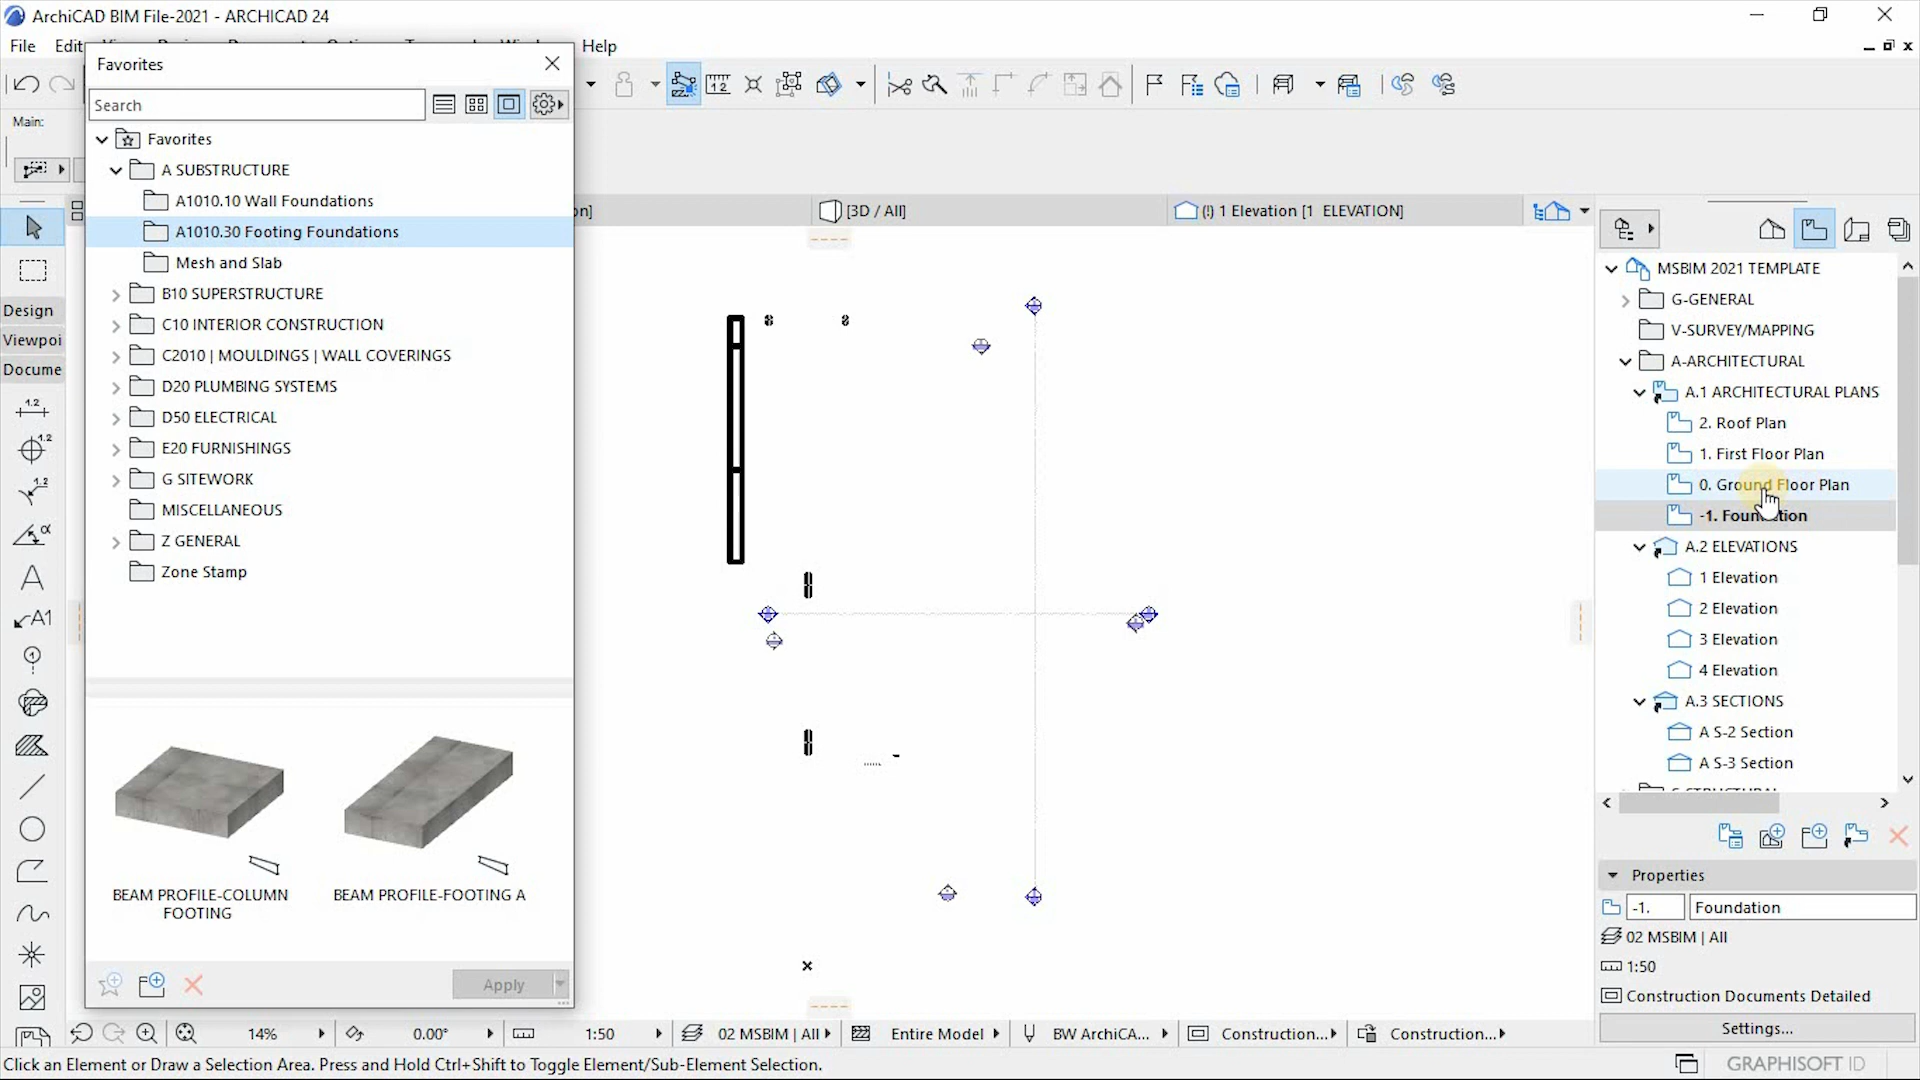 ArchiCAD BIM File-2021 - ARCHICAD 24
File
Edit
Help
Favorites
Search
Main:
Favorites
A SUBSTRUCTURE
A1010.10 Wall Foundations
A1010.30 Footing Foundations
Mesh and Slab
B10 SUPERSTRUCTURE
C10 INTERIOR CONSTRUCTION
C2010 | MOULDINGS | WALL COVERINGS
D20 PLUMBING SYSTEMS
D50 ELECTRICAL
E20 FURNISHINGS
G SITEWORK
MISCELLANEOUS
Z GENERAL
Zone Stamp
BEAM PROFILE-COLUMN
FOOTING
BEAM PROFILE-FOOTING A
Apply
Design
Viewpoi
Docume
on]
[3D / All]
(!) 1 Elevation [1 ELEVATION]
MSBIM 2021 TEMPLATE
G-GENERAL
V-SURVEY/MAPPING
A-ARCHITECTURAL
A.1 ARCHITECTURAL PLANS
2. Roof Plan
1. First Floor Plan
0. Ground Floor Plan
-1. Foundation
A.2 ELEVATIONS
1 Elevation
2 Elevation
3 Elevation
4 Elevation
A.3 SECTIONS
A S-2 Section
A S-3 Section
Properties
-1.
Foundation
02 MSBIM | All
1:50
Construction Documents Detailed
Settings...
14%
0.00°
1:50
02 MSBIM | All
Entire Model
BW ArchiCA...
Construction...
Construction...
Click an Element or Draw a Selection Area. Press and Hold Ctrl+Shift to Toggle Element/Sub-Element Selection.
GRAPHISOFT ID